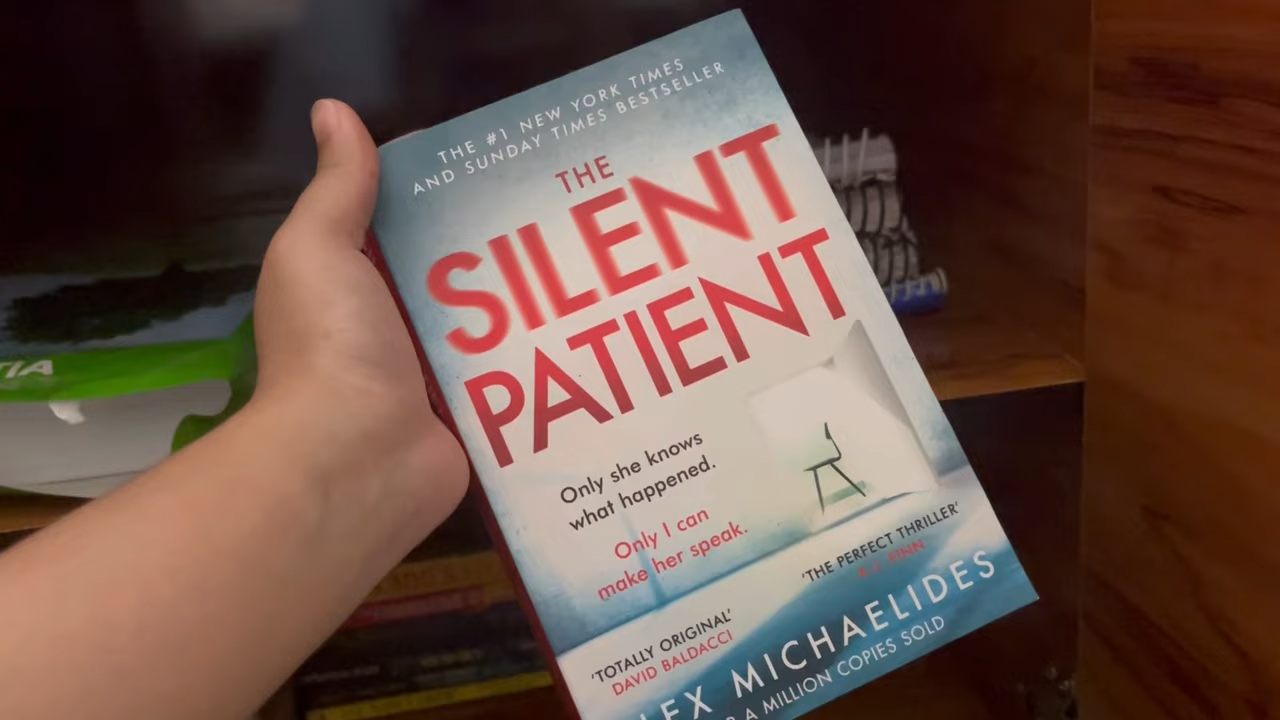 THE #1 NEW YORK TIMES
AND SUNDAY TIMES BESTSELLER
THE
SILENT
PATIENT
Only she knows
what happened.
Only I can
make her speak.
'THE PERFECT THRILLER'
A.J. FINN
'TOTALLY ORIGINAL'
DAVID BALDACCI
LEX MICHAELIDES
R A MILLION COPIES SOLD
TIA